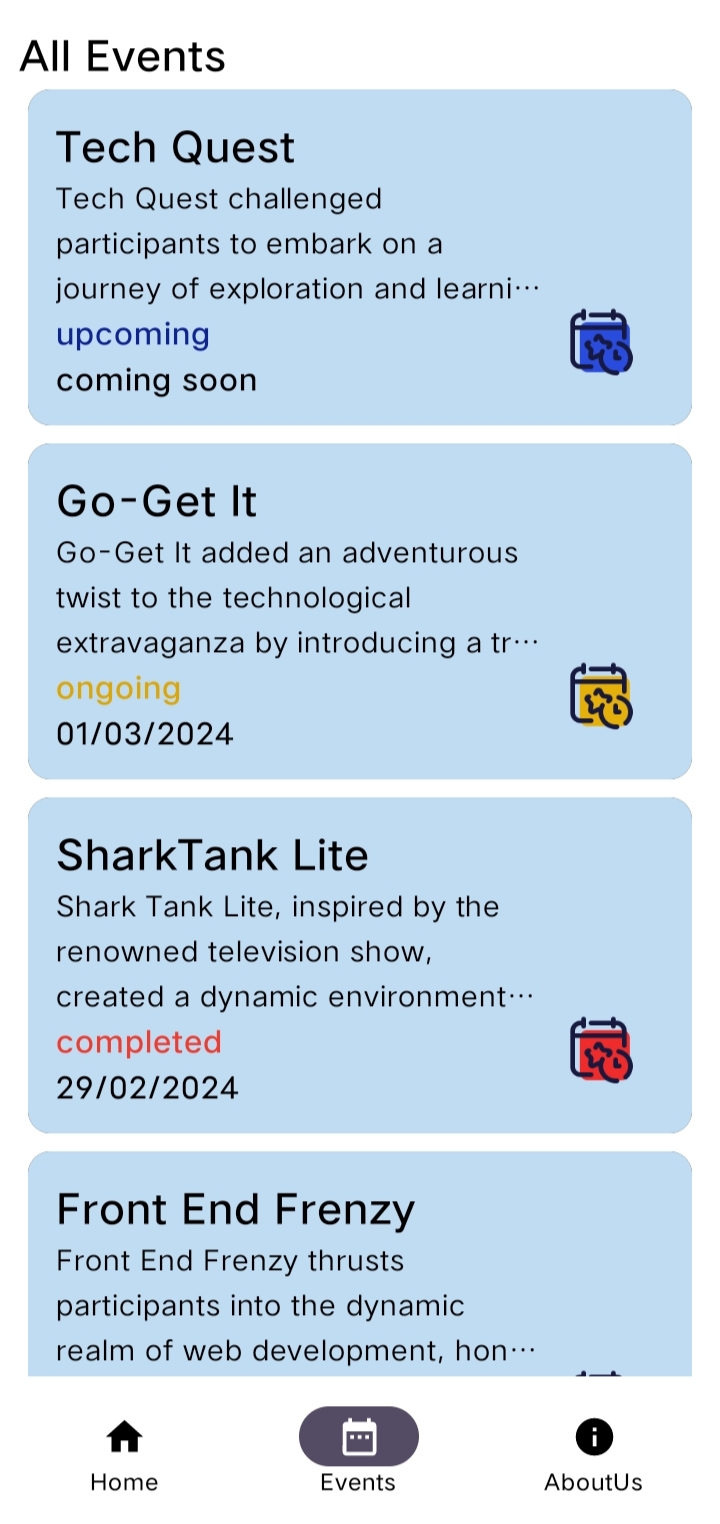 All Events
Tech Quest
Tech Quest challenged
participants to embark on a
journey of exploration and learni…
upcoming
coming soon
Go-Get It
Go-Get It added an adventurous
twist to the technological
extravaganza by introducing a tr…
ongoing
01/03/2024
SharkTank Lite
Shark Tank Lite, inspired by the
renowned television show,
created a dynamic environment…
completed
29/02/2024
Front End Frenzy
Front End Frenzy thrusts
participants into the dynamic
realm of web development, hon…
Home
Events
AboutUs